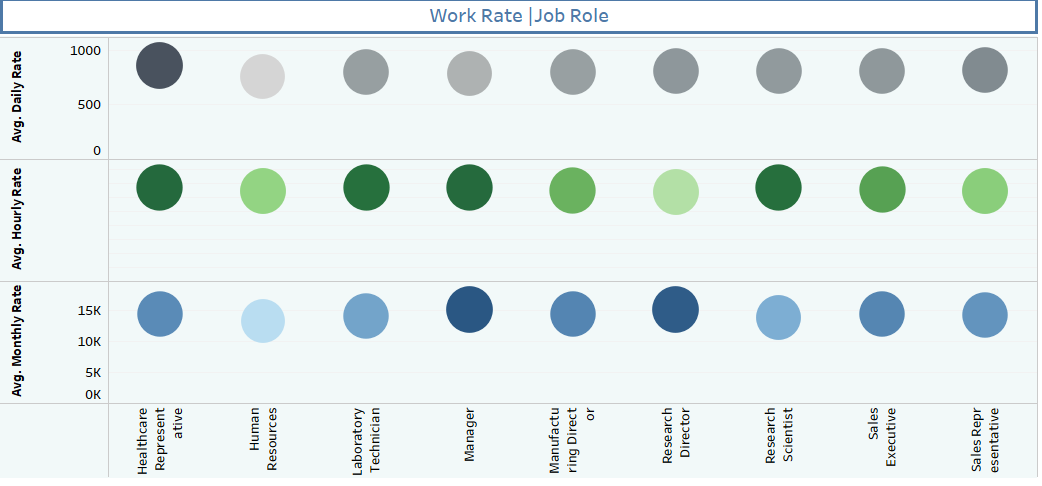 Work Rate |Job Role
Avg. Daily Rate
1000
500
0
Avg. Hourly Rate
Avg. Monthly Rate
15K
10K
5K
0K
Healthcare
Represent
ative
Human
Resources
Laboratory
Technician
Manager
Manufactu
ring Direct
or
Research
Director
Research
Scientist
Sales
Executive
Sales Repr
esentative